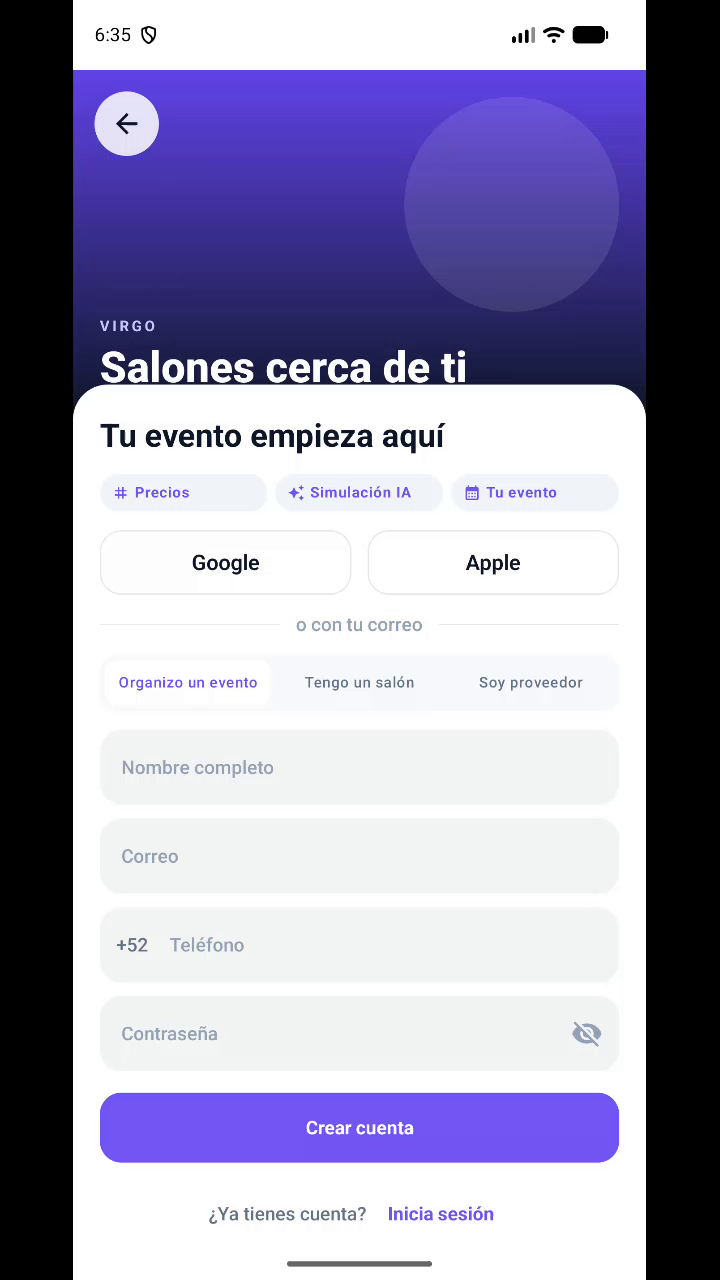 6:35
VIRGO
Salones cerca de ti
Tu evento empieza aquí
Precios
Simulación IA
Tu evento
Google
Apple
o con tu correo
Organizo un evento
Tengo un salón
Soy proveedor
Nombre completo
Correo
+52 Teléfono
Contraseña
Crear cuenta
¿Ya tienes cuenta? Inicia sesión